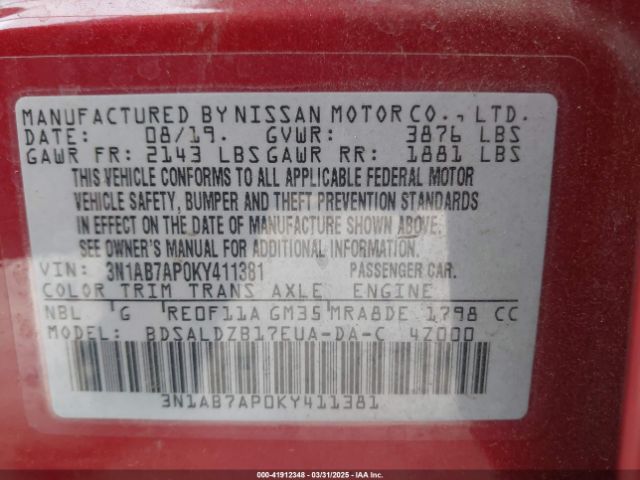 MANUFACTURED BY NISSAN MOTOR CO., LTD.
DATE: 08/19. GVWR: 3876 LBS
GAWR FR: 2143 LBS GAWR RR: 1881 LBS
THIS VEHICLE CONFORMS TO ALL APPLICABLE FEDERAL MOTOR
VEHICLE SAFETY, BUMPER AND THEFT PREVENTION STANDARDS
IN EFFECT ON THE DATE OF MANUFACTURE SHOWN ABOVE.
SEE OWNER'S MANUAL FOR ADDITIONAL INFORMATION.
VIN: 3N1AB7AP0KY411381 PASSENGER CAR.
COLOR TRIM TRANS AXLE ENGINE
NBL G RE0F11A GM35 MRA8DE 1798 CC
MODEL: BDSALDZB17EUA-DA-C 4Z000
3N1AB7AP0KY411381
000-41912348 - 03/31/2025 - IAAI.COM